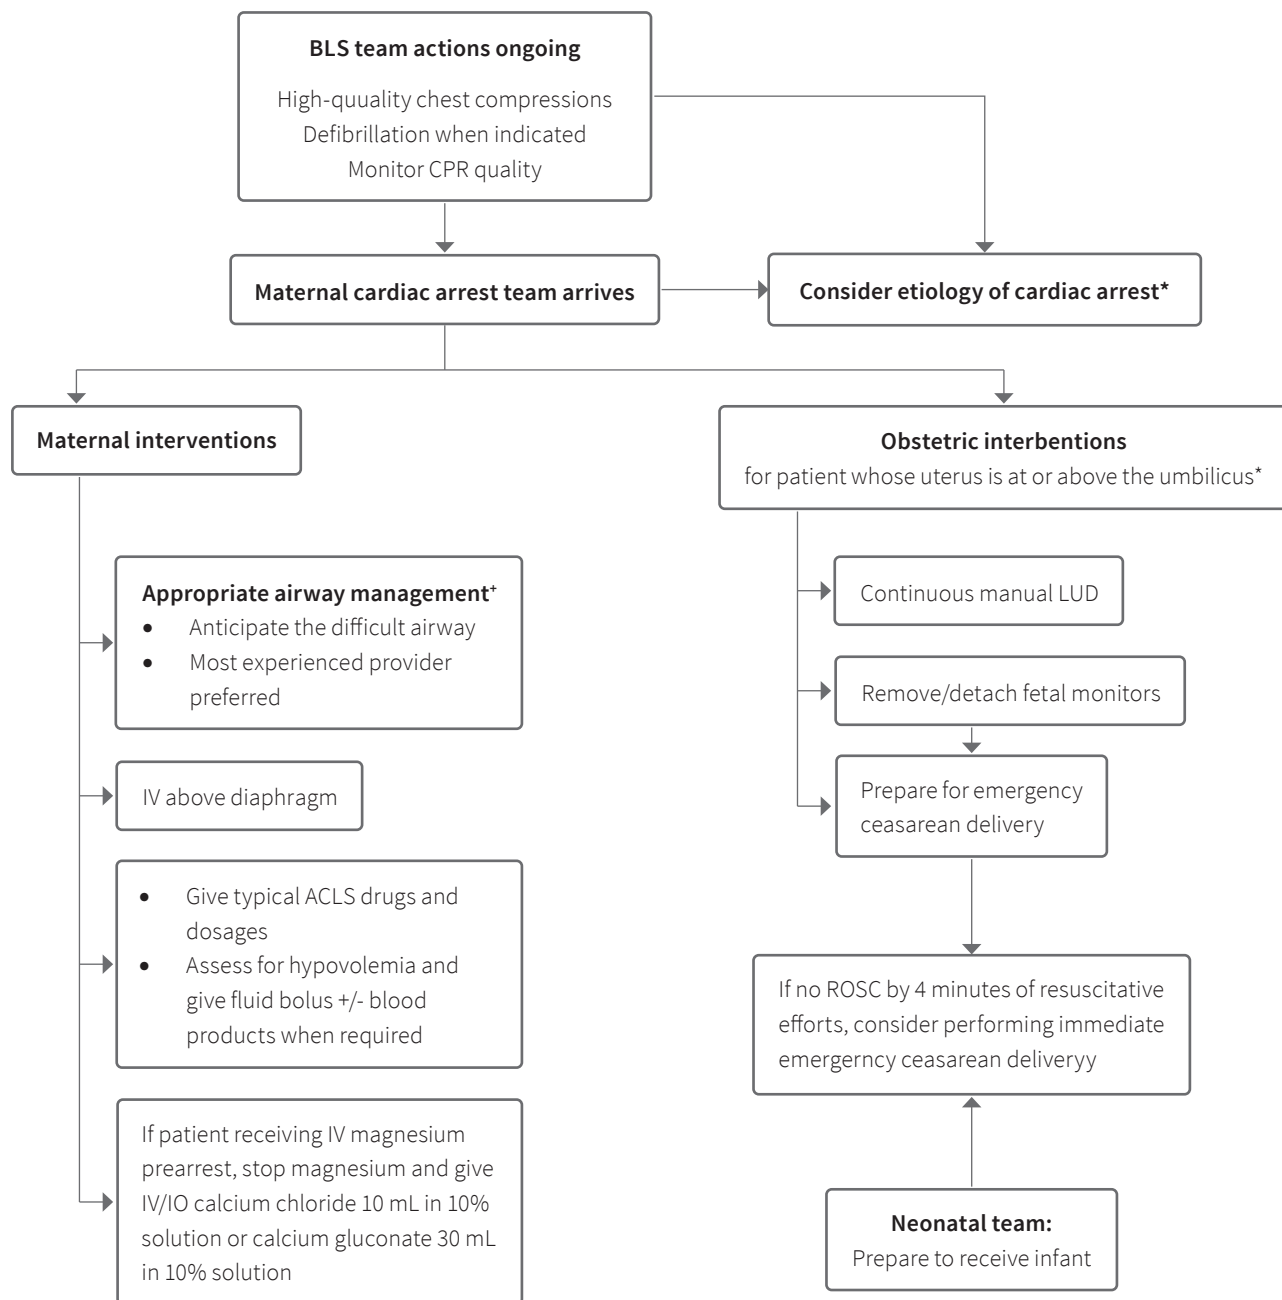 BLS team actions ongoing
High-quuality chest compressions
Defibrillation when indicated
Monitor CPR quality
Maternal cardiac arrest team arrives
Consider etiology of cardiac arrest*
Maternal interventions
Appropriate airway management⁺
• Anticipate the difficult airway
• Most experienced provider
preferred
IV above diaphragm
• Give typical ACLS drugs and
dosages
• Assess for hypovolemia and
give fluid bolus +/- blood
products when required
If patient receiving IV magnesium
prearrest, stop magnesium and give
IV/IO calcium chloride 10 mL in 10%
solution or calcium gluconate 30 mL
in 10% solution
Obstetric interbentions
for patient whose uterus is at or above the umbilicus*
Continuous manual LUD
Remove/detach fetal monitors
Prepare for emergency
ceasarean delivery
If no ROSC by 4 minutes of resuscitative
efforts, consider performing immediate
emergerncy ceasarean deliveryy
Neonatal team:
Prepare to receive infant